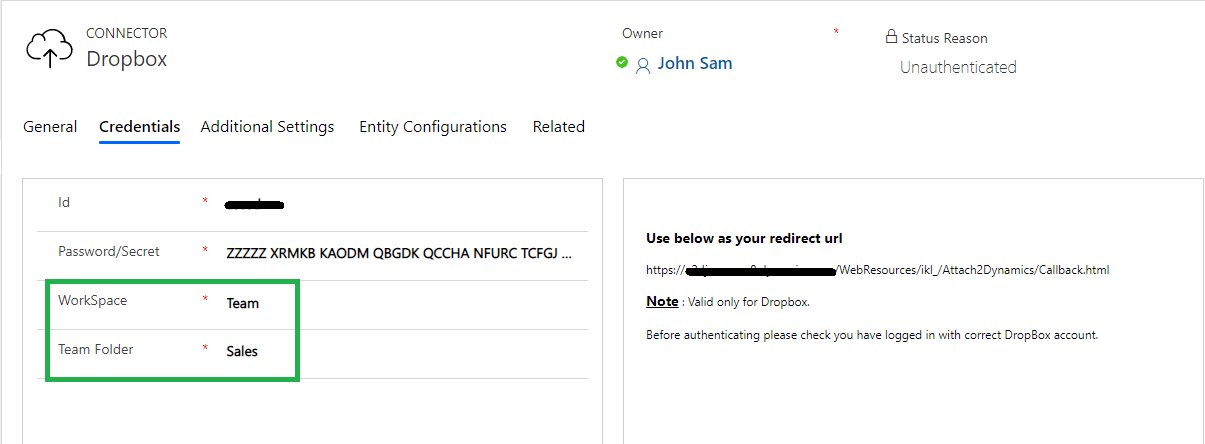 CONNECTOR
Dropbox
Owner
*
John Sam
Status Reason
Unauthenticated
General Credentials Additional Settings Entity Configurations Related
Id *
Password/Secret * ZZZZZ XRMKB KAODM QBGDK QCCHA NFURC TCFGJ ...
WorkSpace * Team
Team Folder * Sales
Use below as your redirect url
https:// /WebResources/ikl_/Attach2Dynamics/Callback.html
Note : Valid only for Dropbox.
Before authenticating please check you have logged in with correct DropBox account.